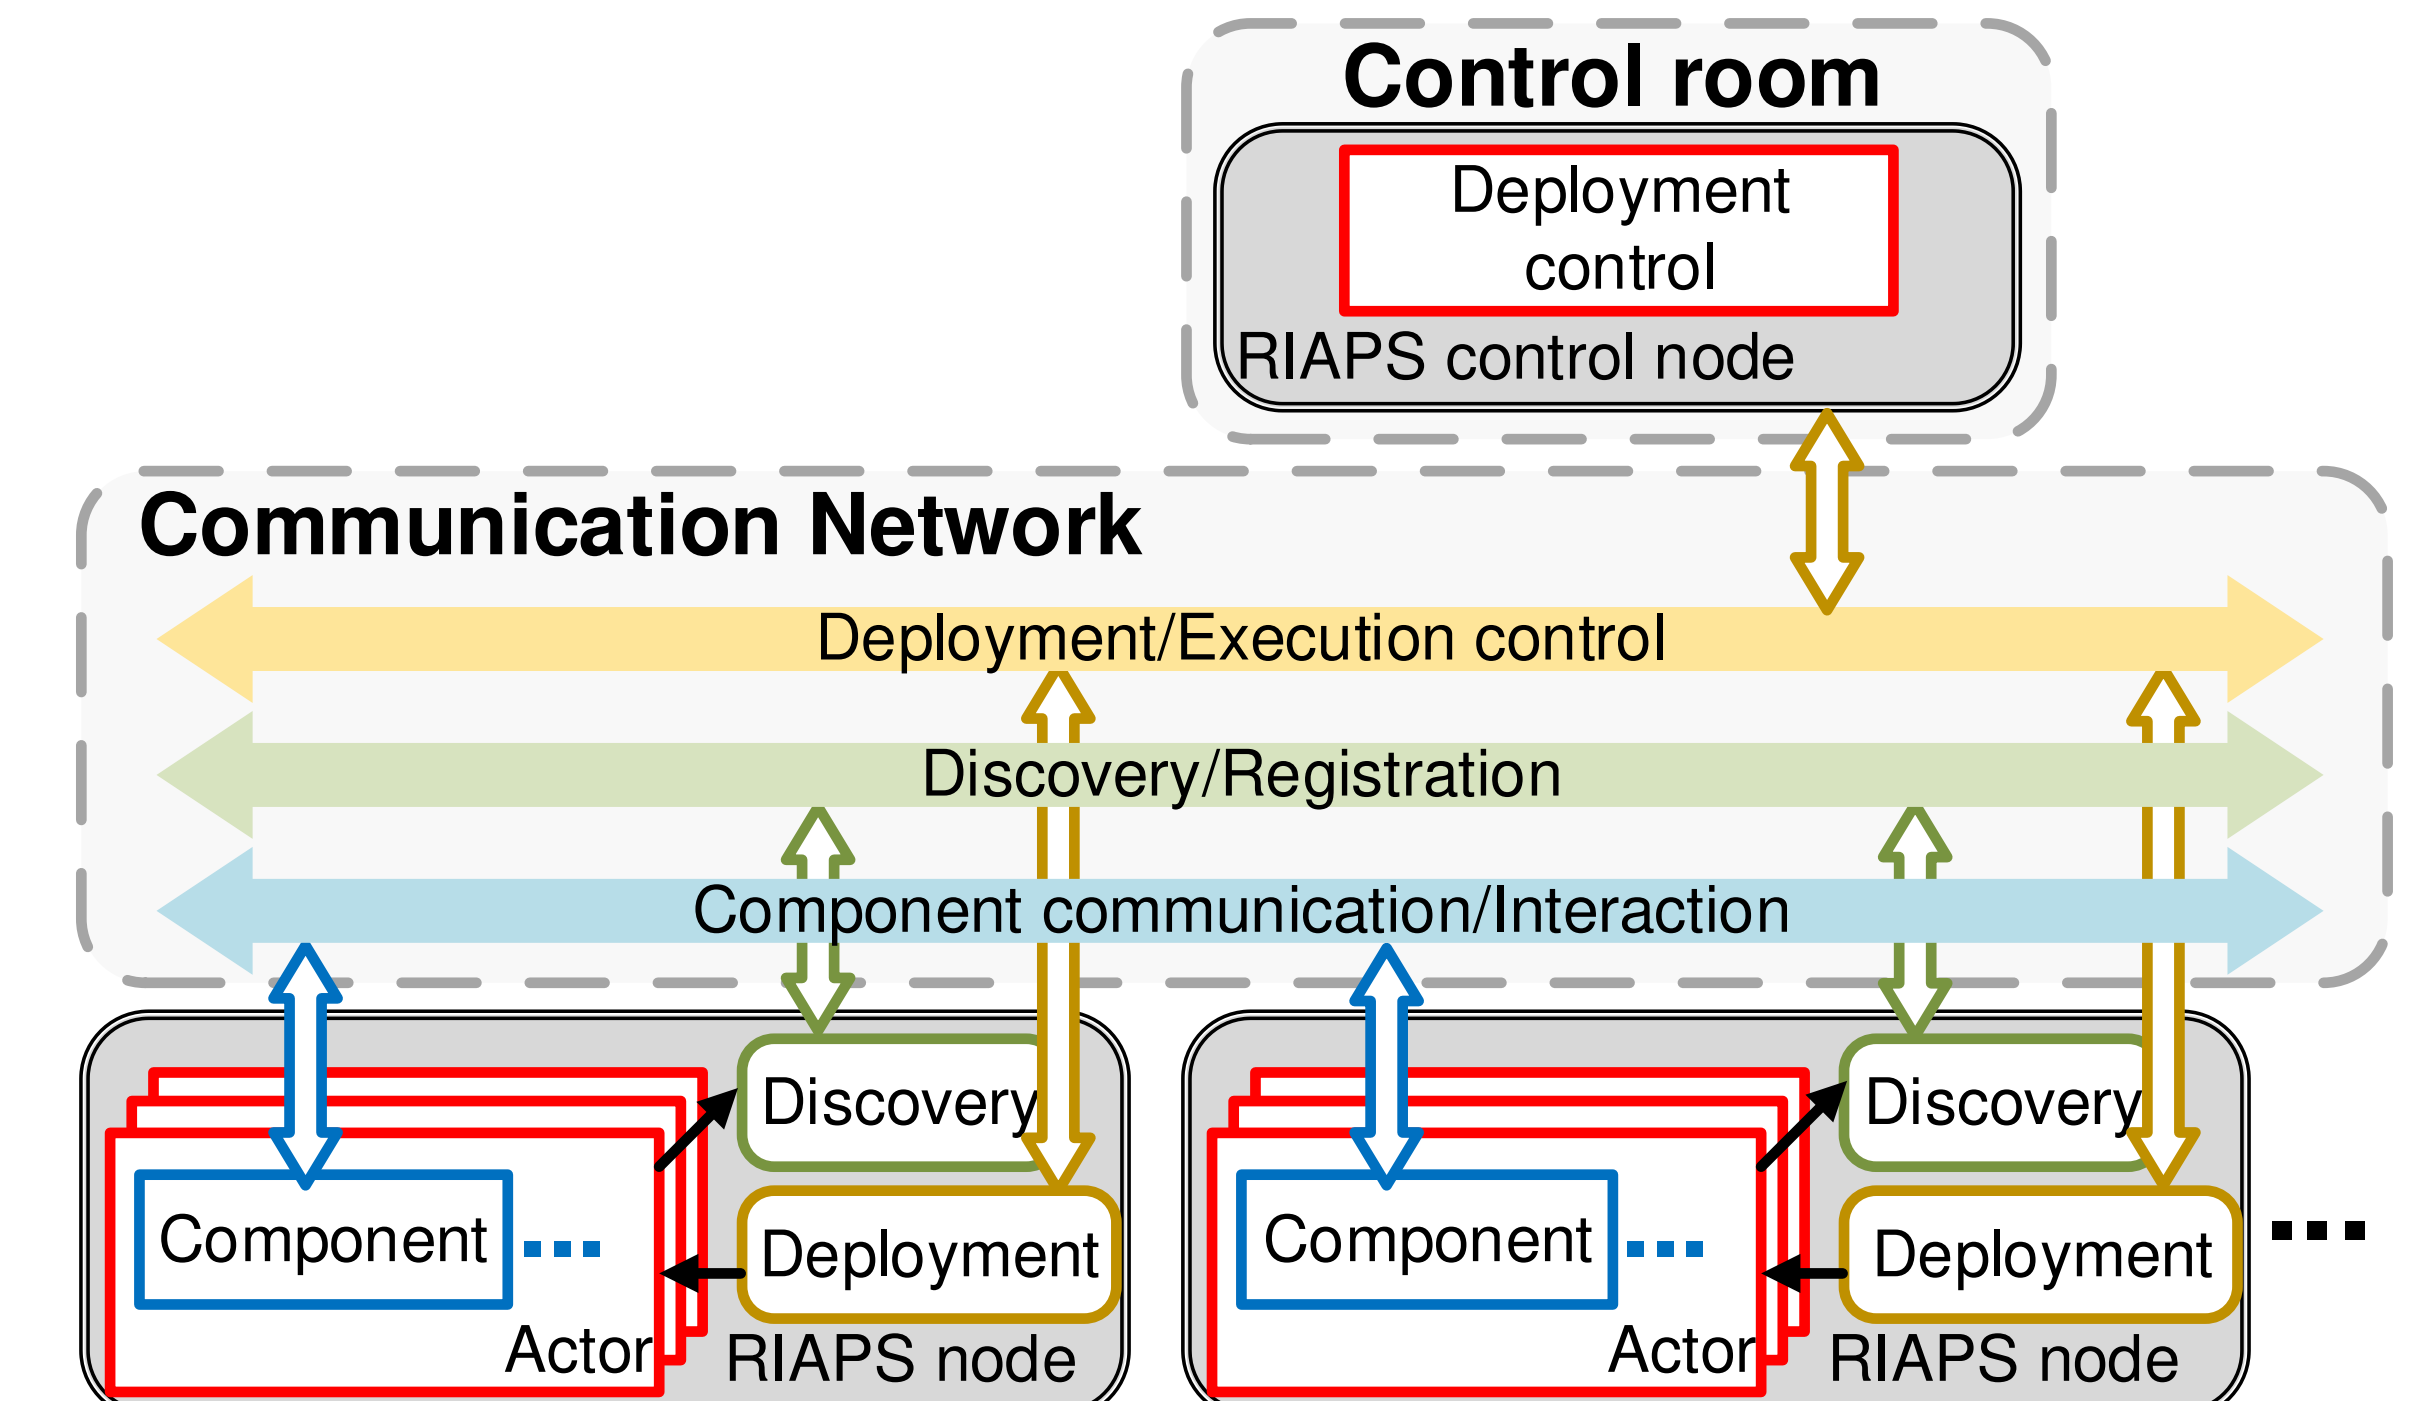 Control room
Deployment
control
RIAPS control node
Communication Network
Deployment/Execution control
Discovery/Registration
Component communication/Interaction
Discovery
Component
Deployment
Actor
RIAPS node
Discovery
Component
Deployment
Actor
RIAPS node